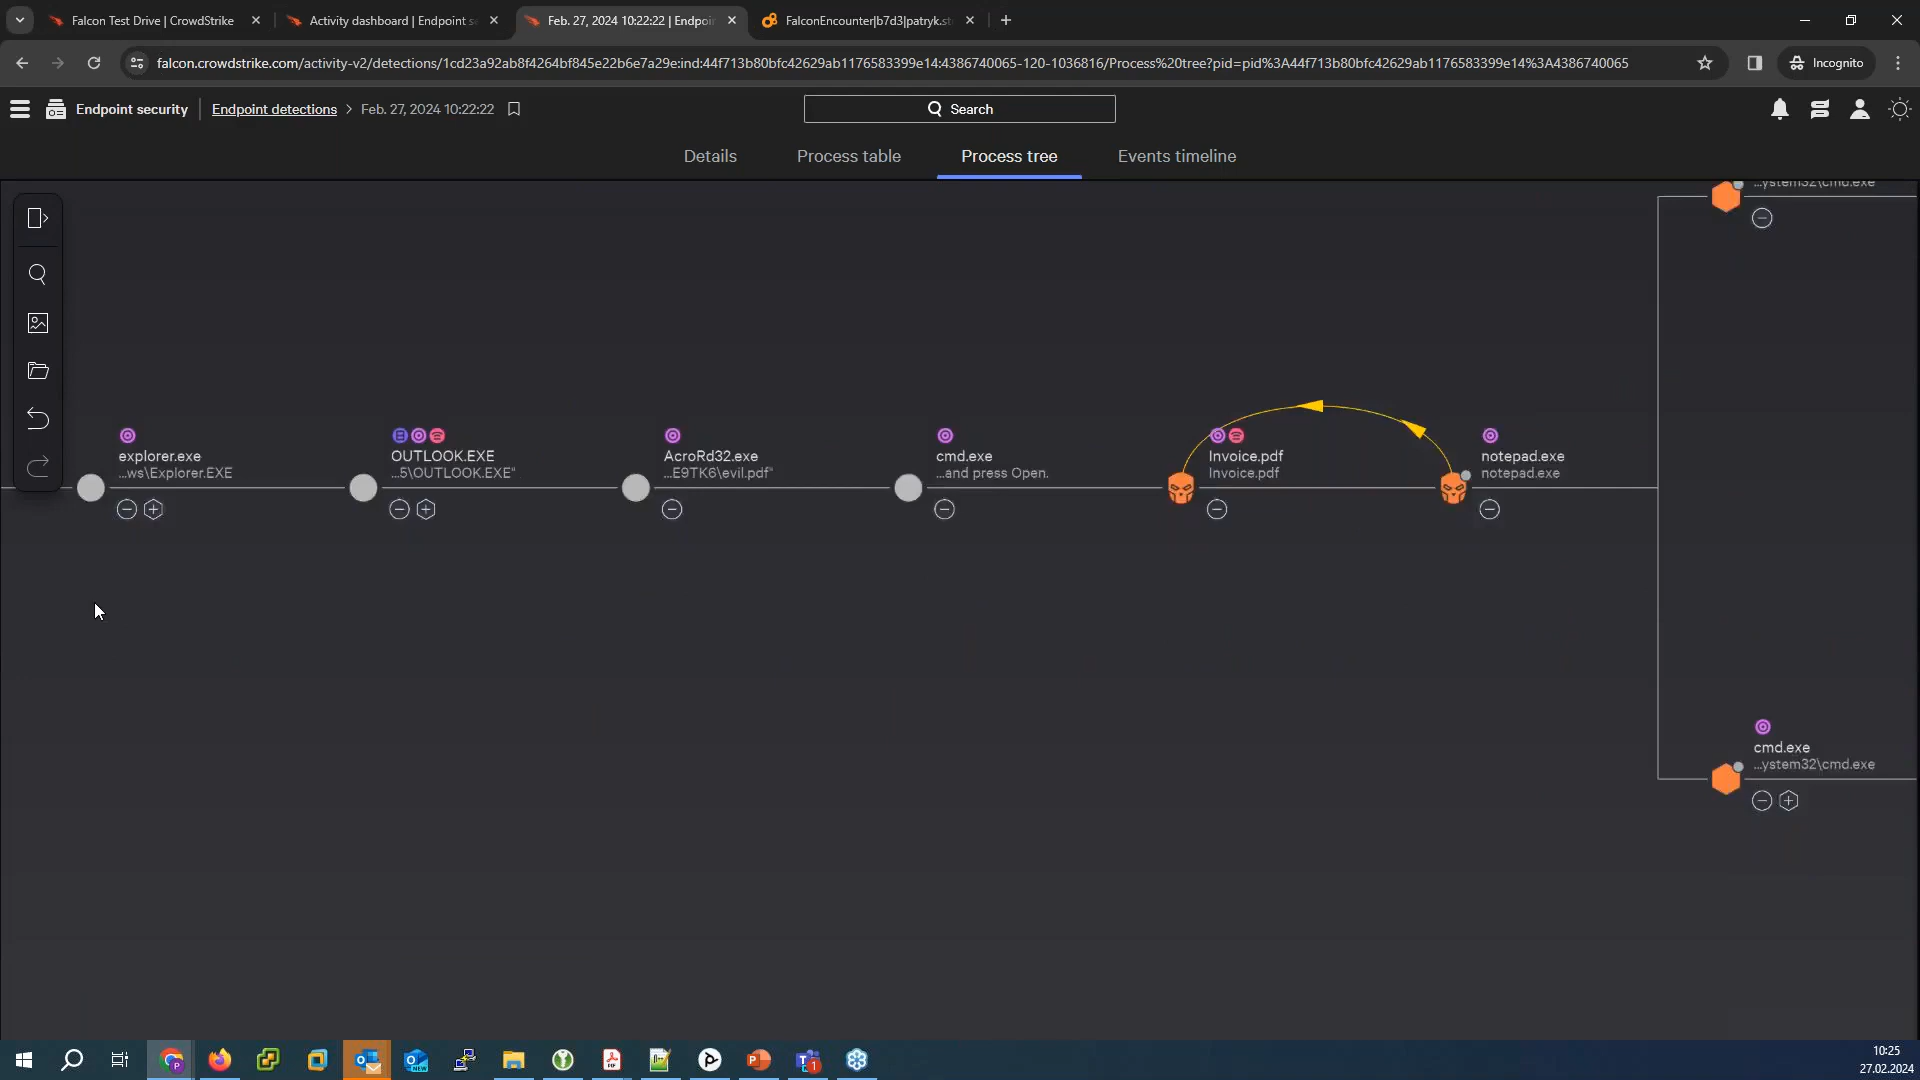 Falcon Test Drive | CrowdStrike
Activity dashboard | Endpoint se
Feb. 27, 2024 10:22:22 | Endpoin
FalconEncounter|b7d3|patryk.st
falcon.crowdstrike.com/activity-v2/detections/1cd23a92ab8f4264bf845e22b6e7a29e:ind:44f713b80bfc42629ab1176583399e14:4386740065-120-1036816/Process%20tree?pid=pid%3A44f713b80bfc42629ab1176583399e14%3A4386740065
Incognito
Endpoint security
Endpoint detections > Feb. 27, 2024 10:22:22
Search
Details
Process table
Process tree
Events timeline
...ystem32\cmd.exe
explorer.exe
...ws\Explorer.EXE
OUTLOOK.EXE
...5\OUTLOOK.EXE"
AcroRd32.exe
...E9TK6\evil.pdf"
cmd.exe
...and press Open.
Invoice.pdf
Invoice.pdf
notepad.exe
notepad.exe
cmd.exe
...ystem32\cmd.exe
NEW
1
10:25
27.02.2024